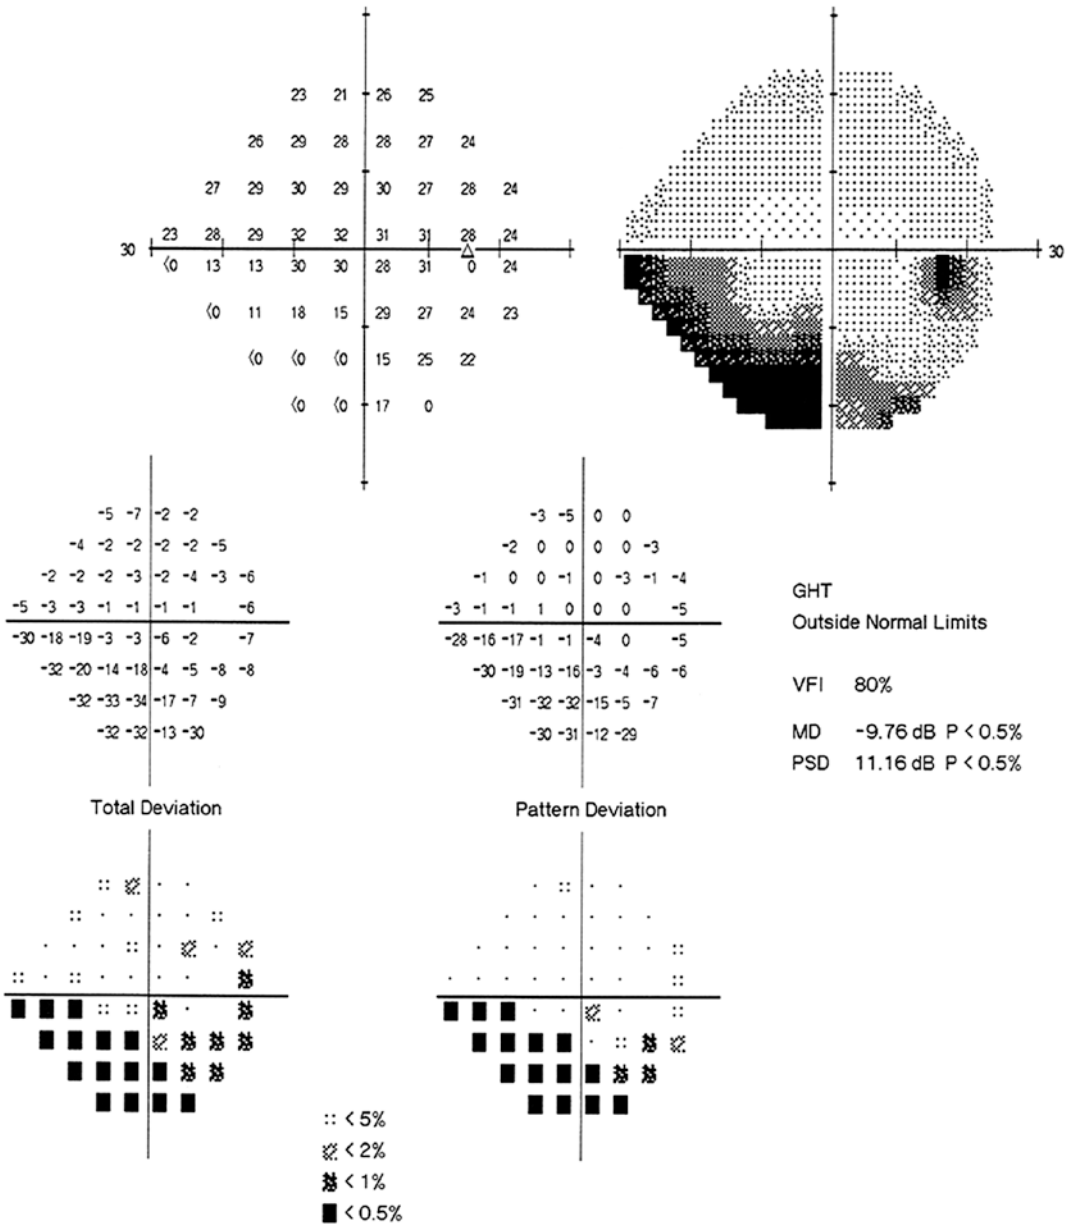 23 21 26 25
26 29 28 28 27 24
27 29 30 29 30 27 28 24
23 28 29 32 32 31 31 28 24
30 30
<0 13 13 30 30 28 31 0 24
<0 11 18 15 29 27 24 23
<0 <0 <0 15 25 22
<0 <0 17 0
-5 -7 -2 -2
-4 -2 -2 -2 -2 -5
-2 -2 -2 -3 -2 -4 -3 -6
-5 -3 -3 -1 -1 -1 -1 -6
-30 -18 -19 -3 -3 -6 -2 -7
-32 -20 -14 -18 -4 -5 -8 -8
-32 -33 -34 -17 -7 -9
-32 -32 -13 -30
Total Deviation
-3 -5 0 0
-2 0 0 0 0 -3
-1 0 0 -1 0 -3 -1 -4
-3 -1 -1 1 0 0 0 -5
-28 -16 -17 -1 -1 -4 0 -5
-30 -19 -13 -16 -3 -4 -6 -6
-31 -32 -32 -15 -5 -7
-30 -31 -12 -29
Pattern Deviation
GHT
Outside Normal Limits
VFI 80%
MD -9.76 dB P < 0.5%
PSD 11.16 dB P < 0.5%
< 5%
< 2%
< 1%
< 0.5%